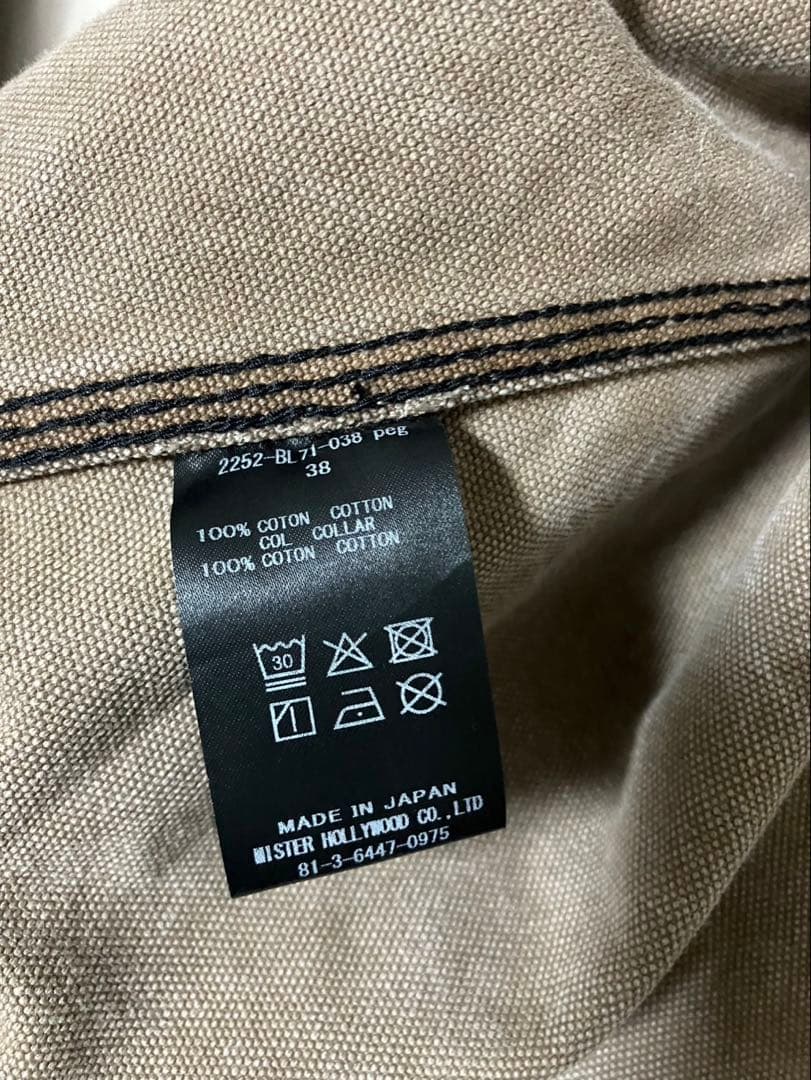 2252-BL71-038 peg
38
100% COTON COTTON
COL COLLAR
100% COTON COTTON
30
MADE IN JAPAN
MISTER HOLLYWOOD CO.,LTD
81-3-6447-0975